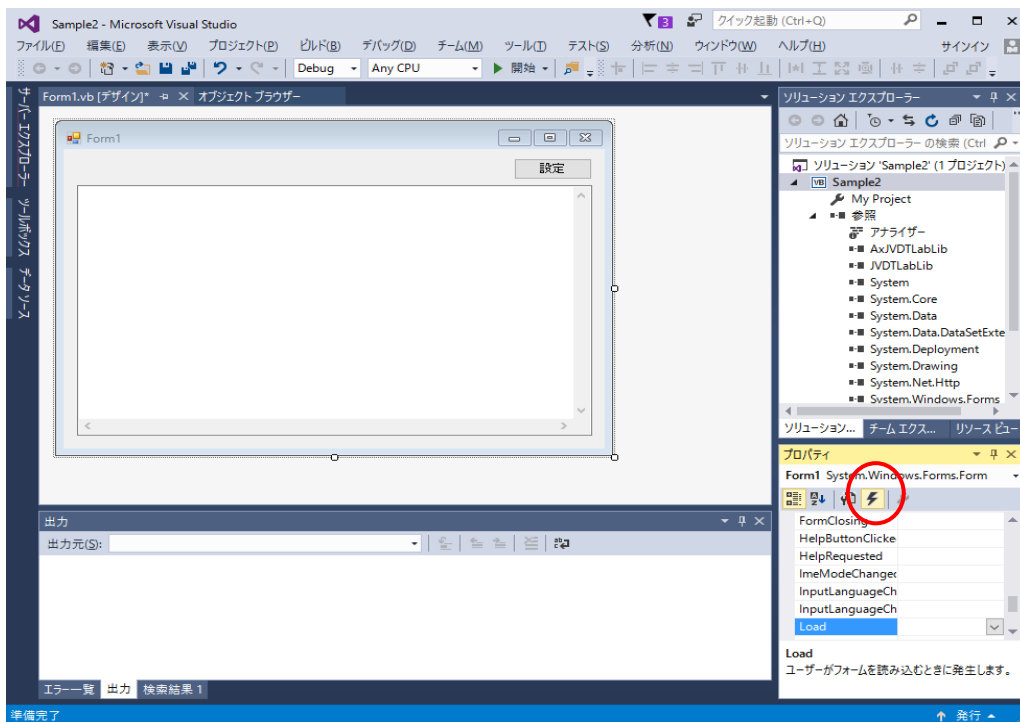 Sample2 - Microsoft Visual Studio
3
クイック起動 (Ctrl+Q)
ファイル(F) 編集(E) 表示(V) プロジェクト(P) ビルド(B) デバッグ(D) チーム(M) ツール(T) テスト(S) 分析(N) ウィンドウ(W) ヘルプ(H) サインイン
Debug Any CPU 開始
サーバー エクスプローラー
ツールボックス
データ ソース
Form1.vb [デザイン]* オブジェクト ブラウザー
Form1
設定
ソリューション エクスプローラー
ソリューション エクスプローラー の検索 (Ctrl
ソリューション 'Sample2' (1 プロジェクト)
VB Sample2
My Project
参照
アナライザー
AxJVDTLabLib
JVDTLabLib
System
System.Core
System.Data
System.Data.DataSetExte
System.Deployment
System.Drawing
System.Net.Http
System.Windows.Forms
ソリューション... チーム エクス... リソース ビュー
プロパティ
Form1 System.Windows.Forms.Form
FormClosing
HelpButtonClicke
HelpRequested
ImeModeChanged
InputLanguageCh
InputLanguageCh
Load
Load
ユーザーがフォームを読み込むときに発生します。
出力
出力元(S):
エラー一覧 出力 検索結果 1
準備完了
発行